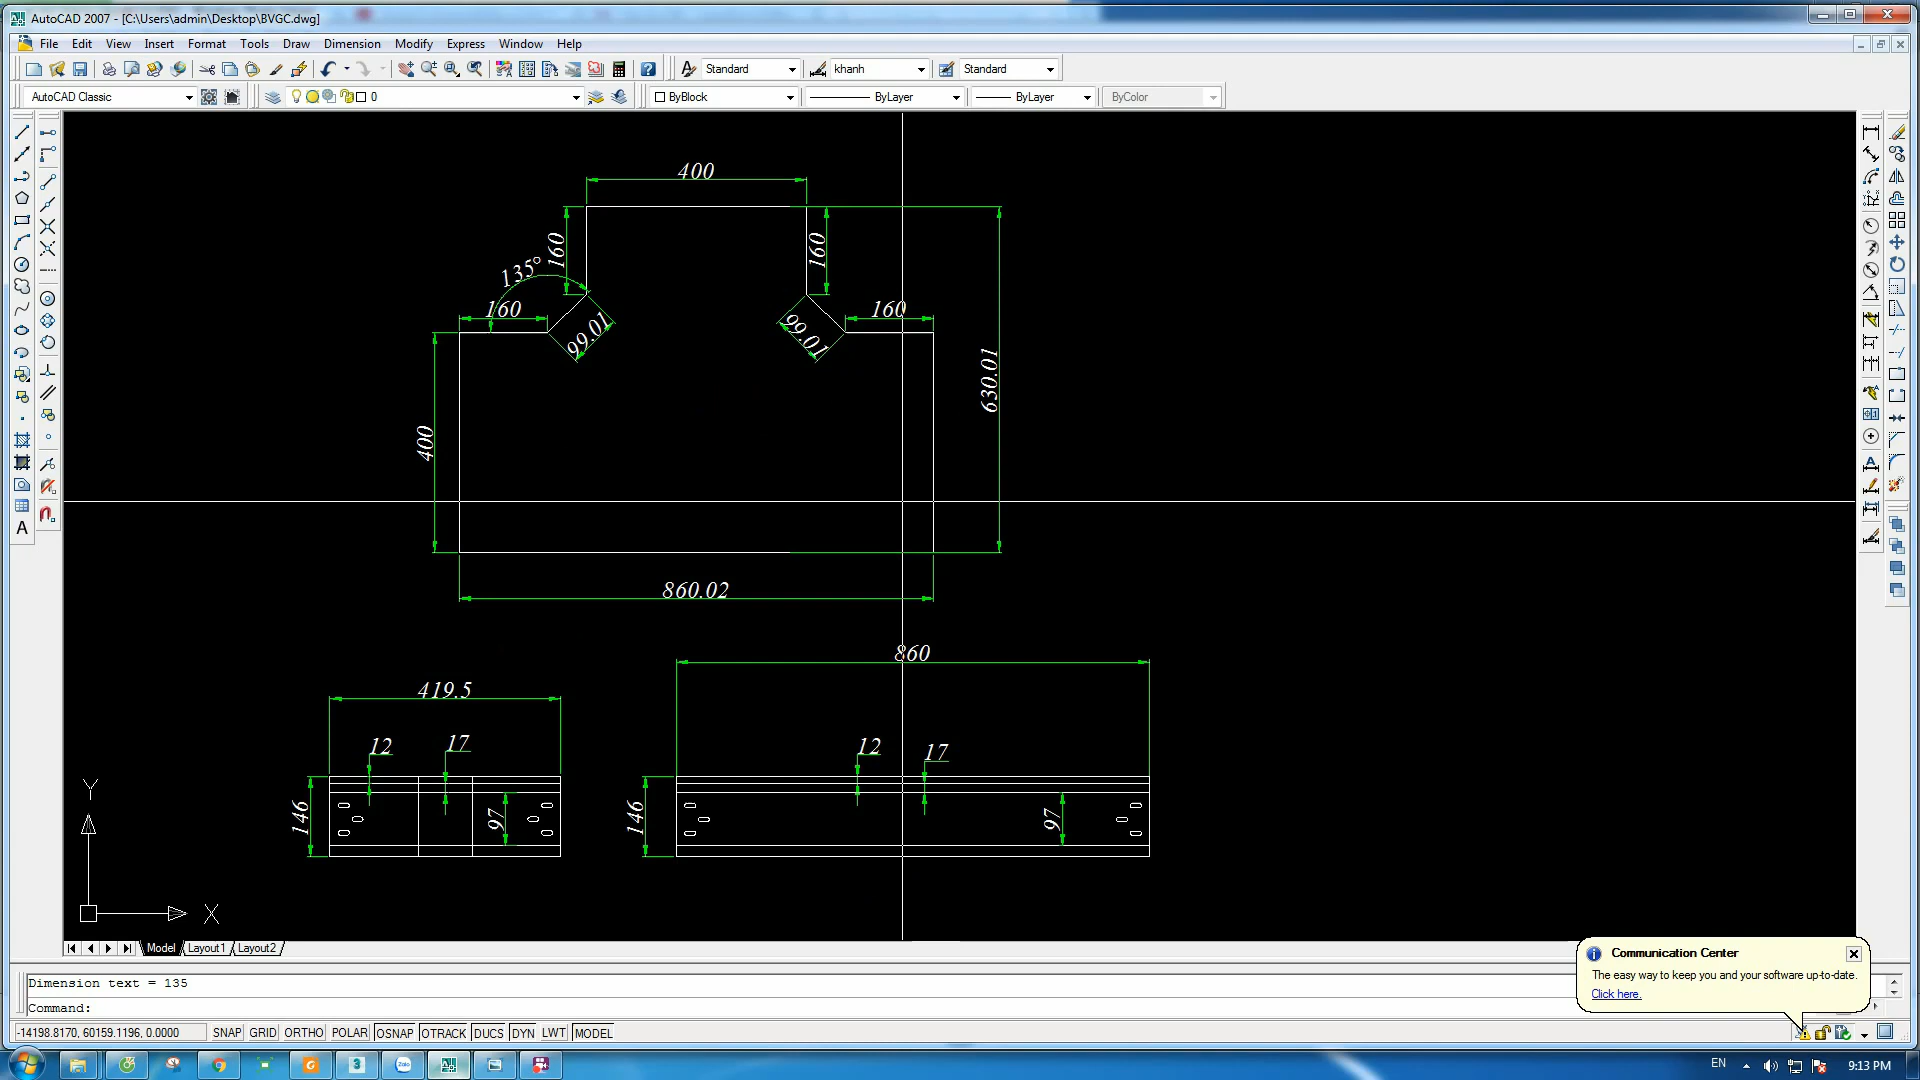 AutoCAD 2007 - [C:\Users\admin\Desktop\BVGC.dwg]
File Edit View Insert Format Tools Draw Dimension Modify Express Window Help
Standard khanh Standard
AutoCAD Classic 0 ByBlock ByLayer ByLayer ByColor
400
160
160
135°
160
160
99.01
99.01
630.01
400
860.02
860
419.5
12
17
12
17
146
97
146
97
Y
X
Model Layout1 Layout2
Communication Center
The easy way to keep you and your software up-to-date.
Click here.
Dimension text = 135
Command:
-14198.8170, 60159.1196, 0.0000 SNAP GRID ORTHO POLAR OSNAP OTRACK DUCS DYN LWT MODEL
Zalo
EN 9:13 PM